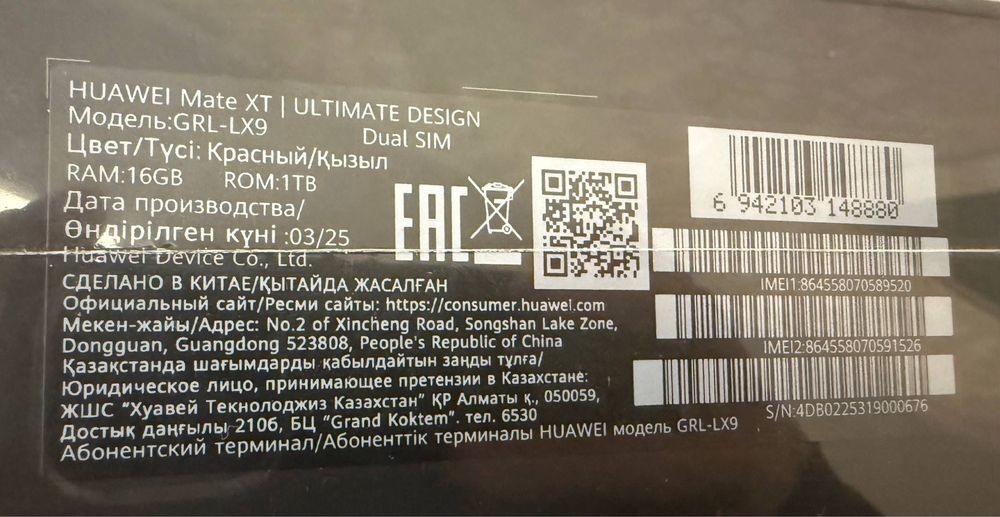 HUAWEI Mate XT | ULTIMATE DESIGN
Модель:GRL-LX9 Dual SIM
Цвет/Түсі: Красный/Қызыл
RAM:16GB ROM:1TB
Дата производства/
Өндірілген күні :03/25
Huawei Device Co., Ltd.
СДЕЛАНО В КИТАЕ/ҚЫТАЙДА ЖАСАЛҒАН
Официальный сайт/Ресми сайты: https://consumer.huawei.com
Мекен-жайы/Адрес: No.2 of Xincheng Road, Songshan Lake Zone,
Dongguan, Guangdong 523808, People's Republic of China
Қазақстанда шағымдарды қабылдайтын заңды тұлға/
Юридическое лицо, принимающее претензии в Казахстане:
ЖШС "Хуавей Текнолоджиз Казахстан" ҚР Алматы қ., 050059,
Достық даңғылы 210б, БЦ "Grand Koktem". тел. 6530
Абонентский терминал/Абоненттік терминалы HUAWEI модель GRL-LX9
EAC
6 942103 148880
IMEI1:864558070589520
IMEI2:864558070591526
S/N:4DB0225319000676